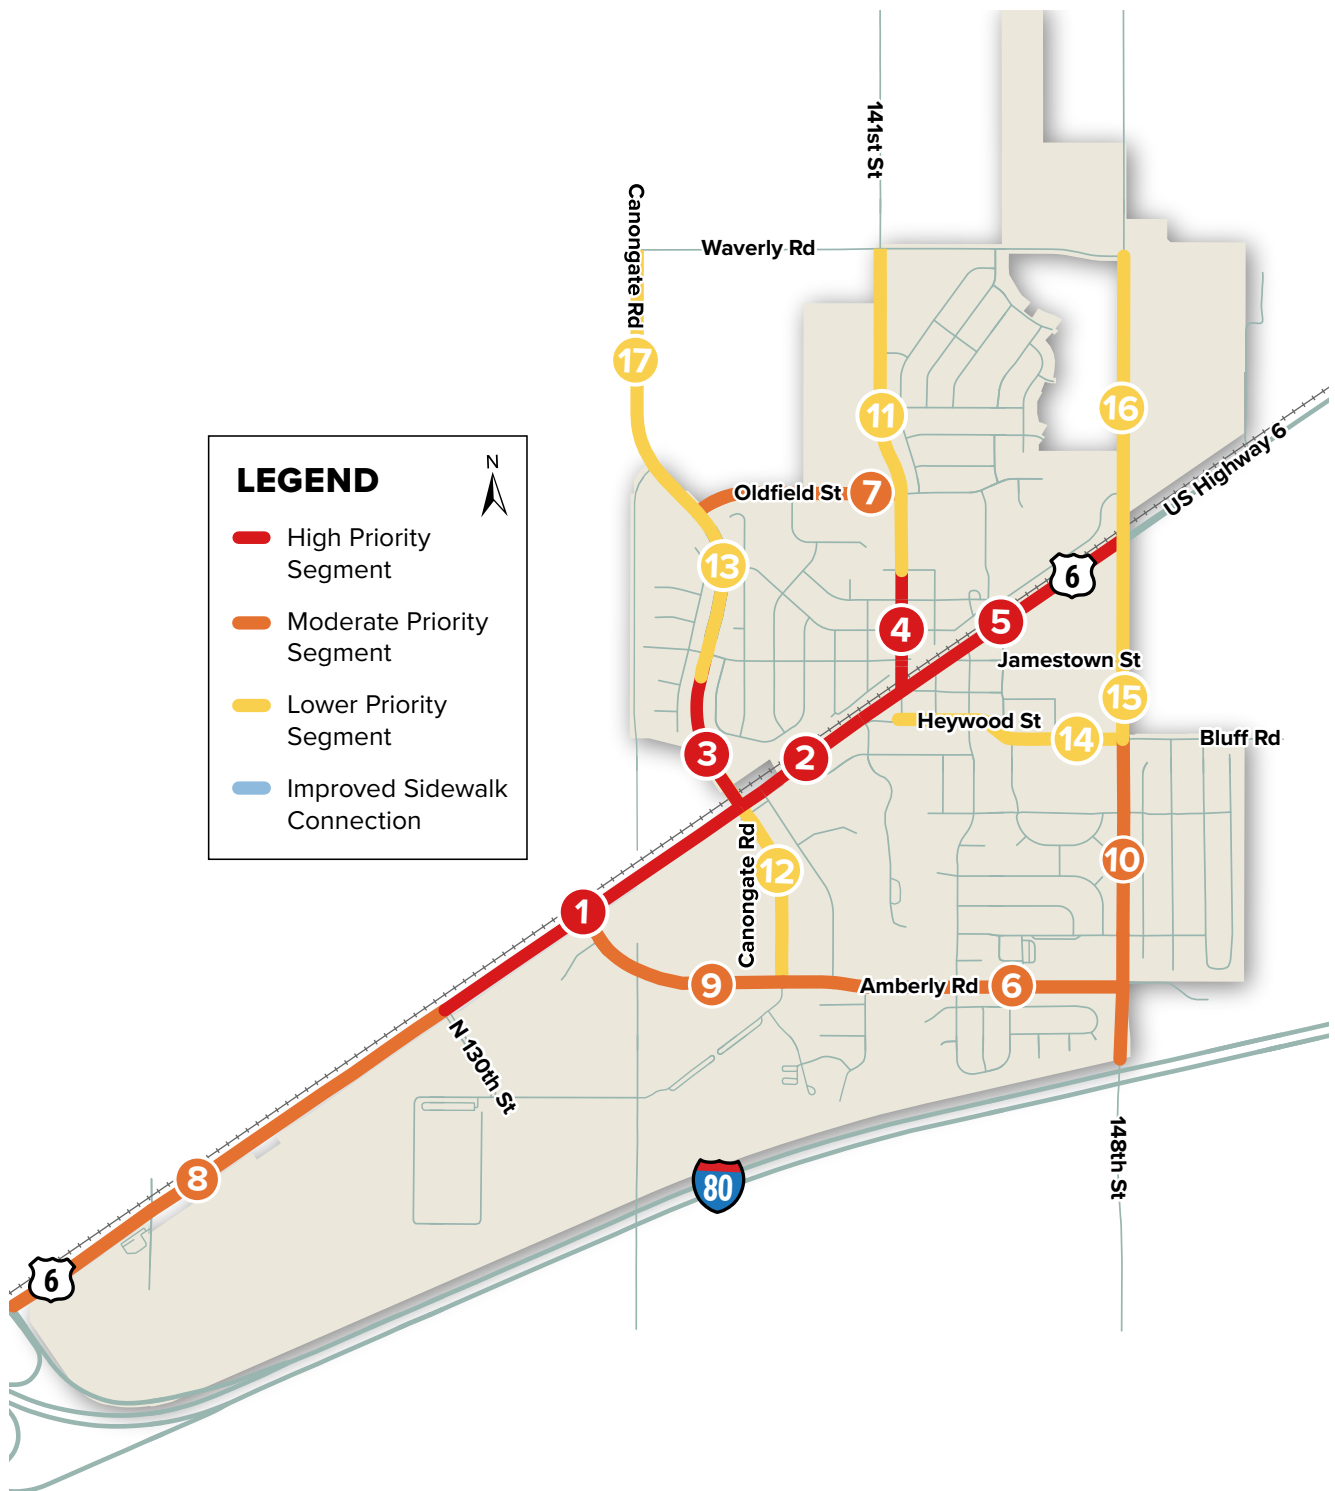 141st St
Canongate Rd
Waverly Rd
17
11
16
US Highway 6
LEGEND
N
High Priority
Segment
Moderate Priority
Segment
Lower Priority
Segment
Improved Sidewalk
Connection
Oldfield St
7
13
6
4
5
Jamestown St
15
Heywood St
14
Bluff Rd
3
2
Canongate Rd
12
10
1
9
Amberly Rd
6
N 130th St
8
80
148th St
6